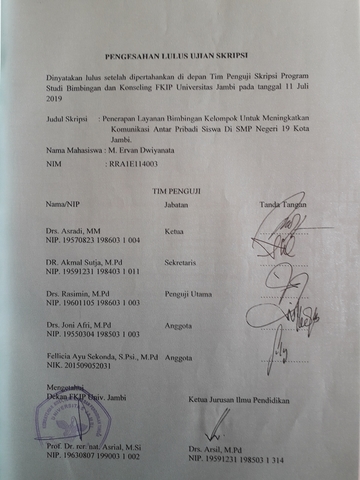 PENGESAHAN LULUS UJIAN SKRIPSI
Dinyatakan lulus setelah dipertahankan di depan Tim Penguji Skripsi Program
Studi Bimbingan dan Konseling FKIP Universitas Jambi pada tanggal 11 Juli
2019
Judul Skripsi : Penerapan Layanan Bimbingan Kelompok Untuk Meningkatkan
Komunikasi Antar Pribadi Siswa Di SMP Negeri 19 Kota
Jambi.
Nama Mahasiswa : M. Ervan Dwiyanata
NIM : RRA1E114003
TIM PENGUJI
Nama/NIP Jabatan Tanda Tangan
Drs. Asradi, MM Ketua
NIP. 19570823 198603 1 004
DR. Akmal Sutja, M.Pd Sekretaris
NIP. 19591231 198403 1 011
Drs. Rasimin, M.Pd Penguji Utama
NIP. 19601105 198603 1 003
Drs. Joni Afri, M.Pd Anggota
NIP. 19550304 198503 1 003
Fellicia Ayu Sekonda, S.Psi., M.Pd Anggota
NIK. 201509052031
Mengetahui
Dekan FKIP Univ. Jambi Ketua Jurusan Ilmu Pendidikan
Prof. Dr. rer. nat. Asrial, M.Si Drs. Arsil, M.Pd
NIP. 19630807 199003 1 002 NIP. 19591231 198503 1 314